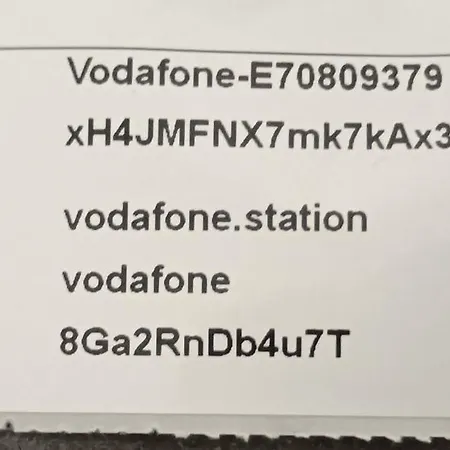 Vodafone-E70809379
xH4JMFNX7mk7kAx3
vodafone.station
vodafone
8Ga2RnDb4u7T